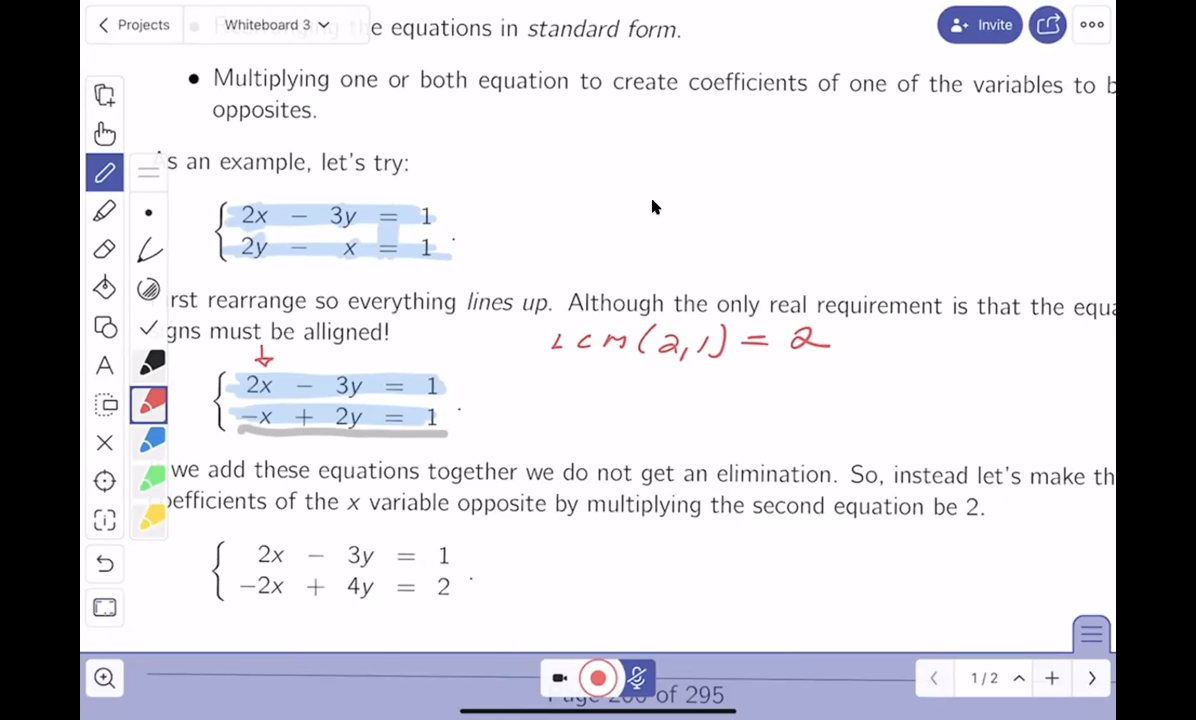 Projects
Whiteboard 3
e equations in standard form.
Invite
• Multiplying one or both equation to create coefficients of one of the variables to b
opposites.
s an example, let's try:
2x − 3y = 1
2y − x = 1 .
rst rearrange so everything lines up. Although the only real requirement is that the equa
gns must be alligned!
LCM(2,1) = 2
2x − 3y = 1
−x + 2y = 1 .
we add these equations together we do not get an elimination. So, instead let's make th
efficients of the x variable opposite by multiplying the second equation be 2.
2x − 3y = 1
−2x + 4y = 2 .
1/2
of 295